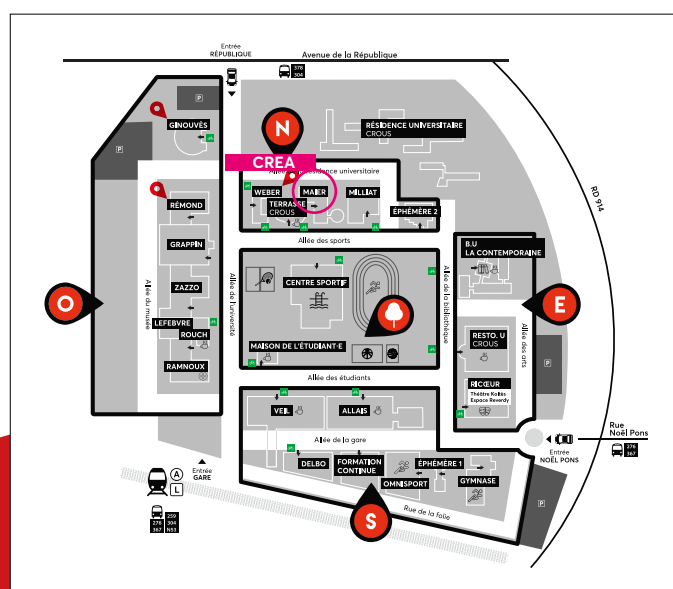 Entrée
RÉPUBLIQUE
Avenue de la République
378
304
P
P
GINOUVÈS
N
RÉSIDENCE UNIVERSITAIRE
CROUS
CREA
Allée de résidence universitaire
WEBER
MAIER
MILLIAT
TERRASSE
CROUS
ÉPHÉMÈRE 2
RÉMOND
RD 914
Allée des sports
B.U
LA CONTEMPORAINE
GRAPPIN
CENTRE SPORTIF
Allée du musée
Allée de l'université
Allée de la bibliothèque
ZAZZO
O
E
LEFEBVRE
ROUCH
RESTO. U
CROUS
Allée des arts
MAISON DE L'ÉTUDIANT·E
RAMNOUX
Allée des étudiants
RICŒUR
Théâtre Koltès
Espace Reverdy
P
VEIL
ALLAIS
Rue
Noël Pons
276
367
Entrée
NOËL PONS
Allée de la gare
DELBO
FORMATION
CONTINUE
ÉPHÉMÈRE 1
OMNISPORT
GYMNASE
Entrée
GARE
A
L
276
367
259
304
N53
S
Rue de la folie
P